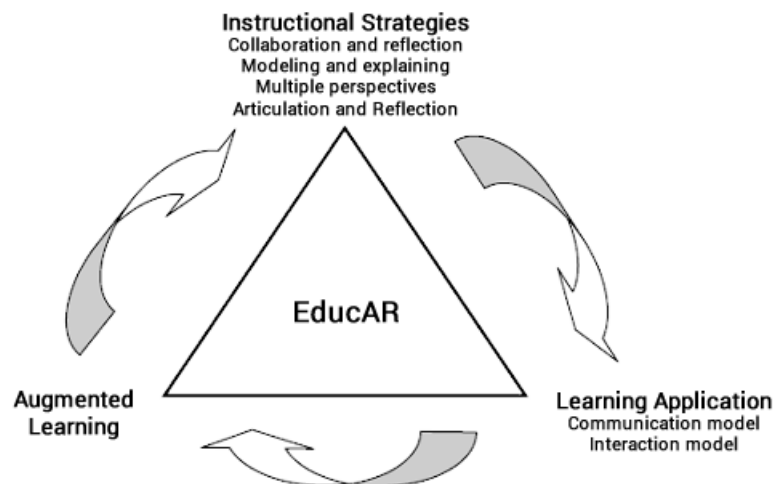 Instructional Strategies
Collaboration and reflection
Modeling and explaining
Multiple perspectives
Articulation and Reflection
EducAR
Augmented
Learning
Learning Application
Communication model
Interaction model